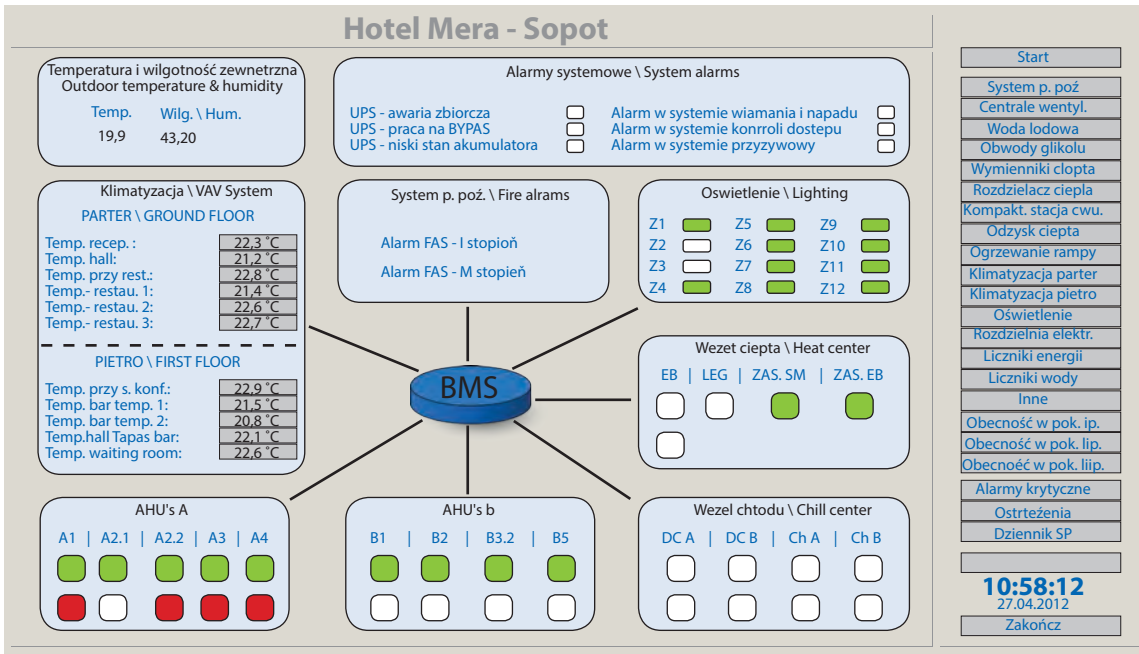 Hotel Mera - Sopot
Temperatura i wilgotność zewnetrzna
Outdoor temperature & humidity
Temp. Wilg. \ Hum.
19,9 43,20
Alarmy systemowe \ System alarms
UPS - awaria zbiorcza
UPS - praca na BYPAS
UPS - niski stan akumulatora
Alarm w systemie wiamania i napadu
Alarm w systemie konrroli dostepu
Alarm w systemie przyzywowy
Klimatyzacja \ VAV System
PARTER \ GROUND FLOOR
Temp. recep. : 22,3 ˚C
Temp. hall: 21,2 ˚C
Temp. przy rest.: 22,8 ˚C
Temp.- restau. 1: 21,4 ˚C
Temp.- restau. 2: 22,6 ˚C
Temp.- restau. 3: 22,7 ˚C
PIETRO \ FIRST FLOOR
Temp. przy s. konf.: 22,9 ˚C
Temp. bar temp. 1: 21,5 ˚C
Temp. bar temp. 2: 20,8 ˚C
Temp.hall Tapas bar: 22,1 ˚C
Temp. waiting room: 22,6 ˚C
System p. poź. \ Fire alrams
Alarm FAS - I stopioń
Alarm FAS - M stopień
Oswietlenie \ Lighting
Z1 Z5 Z9
Z2 Z6 Z10
Z3 Z7 Z11
Z4 Z8 Z12
BMS
Wezet ciepta \ Heat center
EB | LEG | ZAS. SM | ZAS. EB
AHU's A
A1 | A2.1 | A2.2 | A3 | A4
AHU's b
B1 | B2 | B3.2 | B5
Wezel chtodu \ Chill center
DC A | DC B | Ch A | Ch B
Start
System p. poź
Centrale wentyl.
Woda lodowa
Obwody glikolu
Wymienniki clopta
Rozdzielacz ciepla
Kompakt. stacja cwu.
Odzysk ciepta
Ogrzewanie rampy
Klimatyzacja parter
Klimatyzacja pietro
Oświetlenie
Rozdzielnia elektr.
Liczniki energii
Liczniki wody
Inne
Obecność w pok. ip.
Obecność w pok. lip.
Obecnoéć w pok. liip.
Alarmy krytyczne
Ostrteźenia
Dziennik SP
10:58:12
27.04.2012
Zakończ